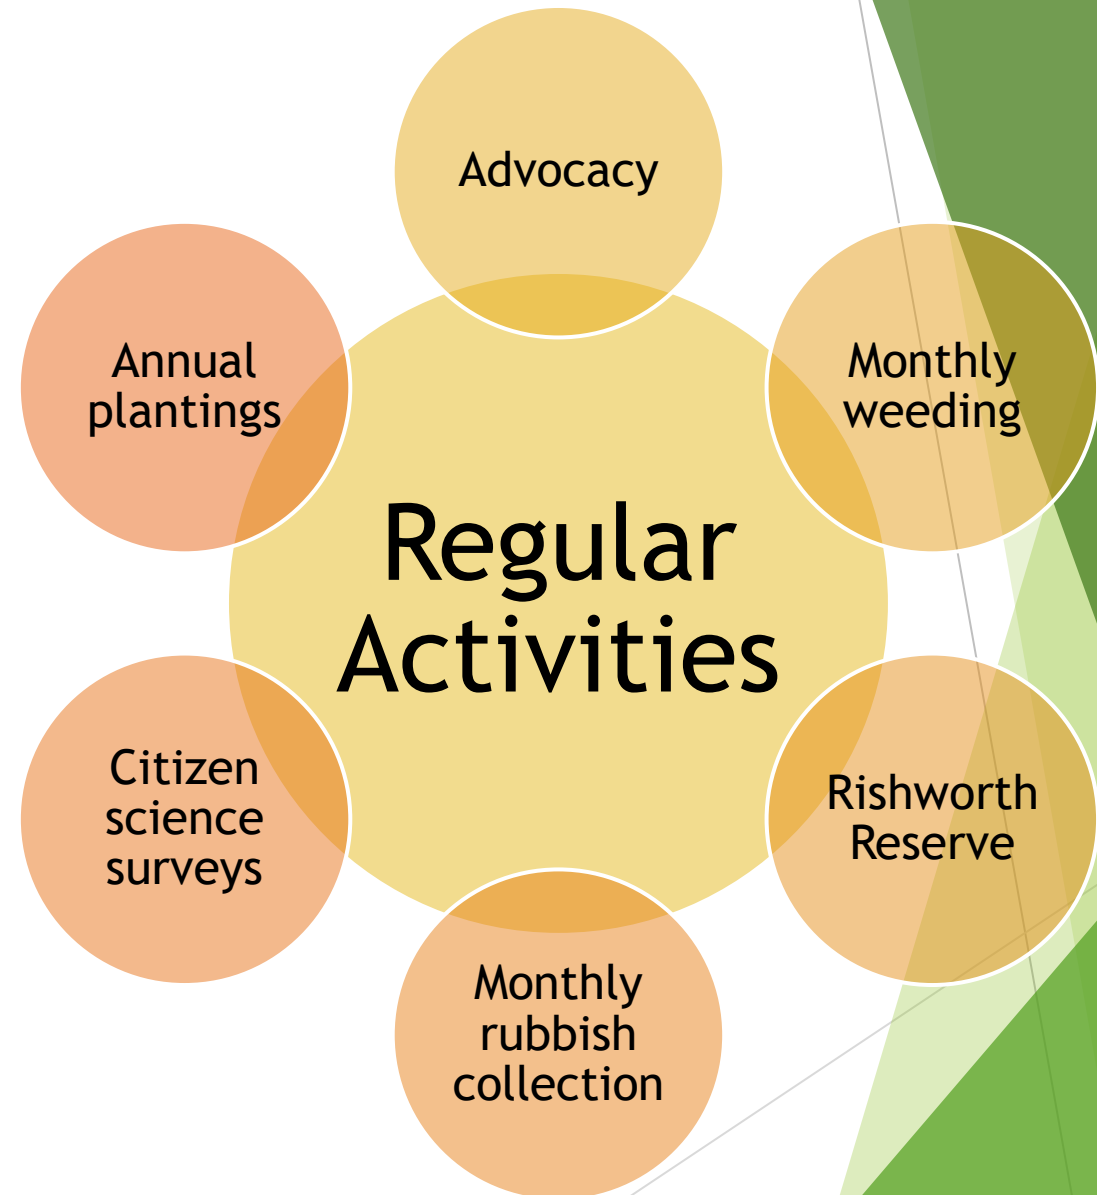 Advocacy
Annual
plantings
Monthly
weeding
Regular
Activities
Citizen
science
surveys
Rishworth
Reserve
Monthly
rubbish
collection